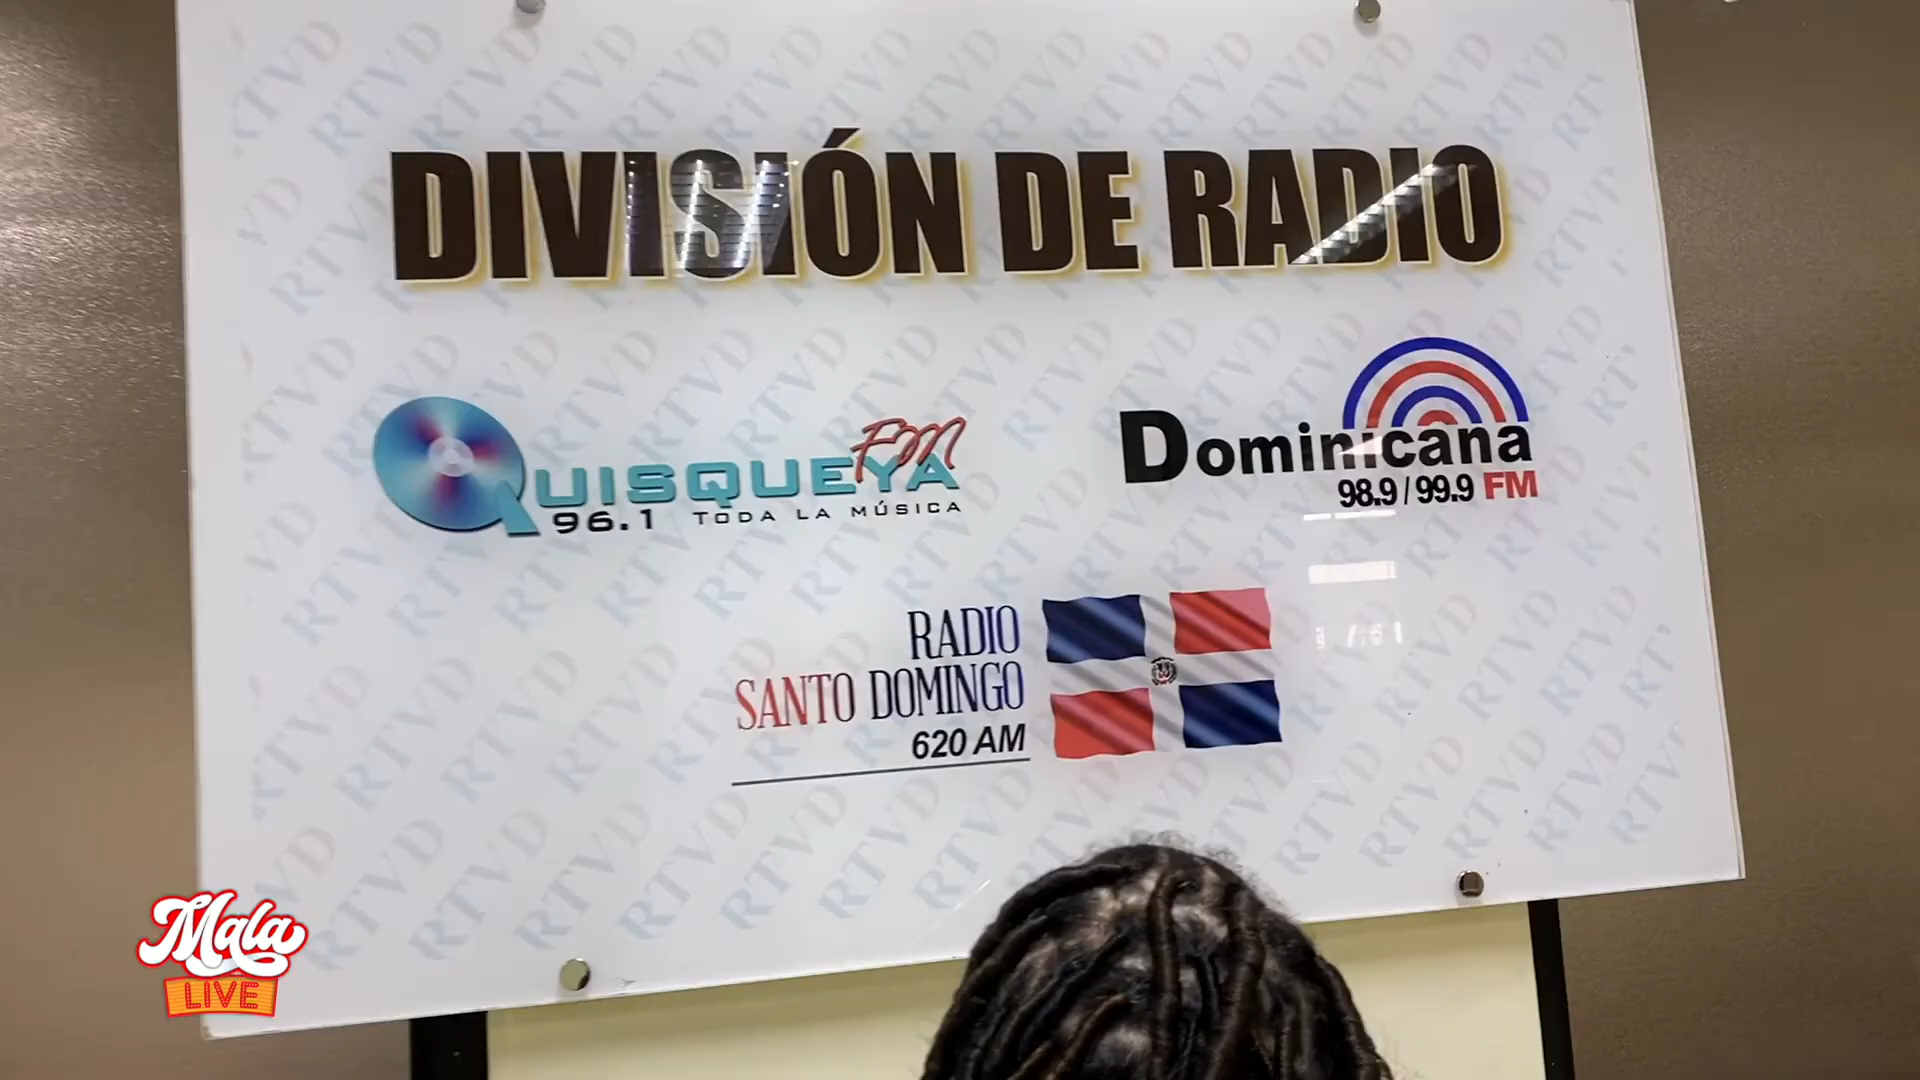 DIVISIÓN DE RADIO
QUISQUEYA FM
96.1 TODA LA MÚSICA
Dominicana
98.9 / 99.9 FM
RADIO
SANTO DOMINGO
620 AM
RTVD
Mala
LIVE